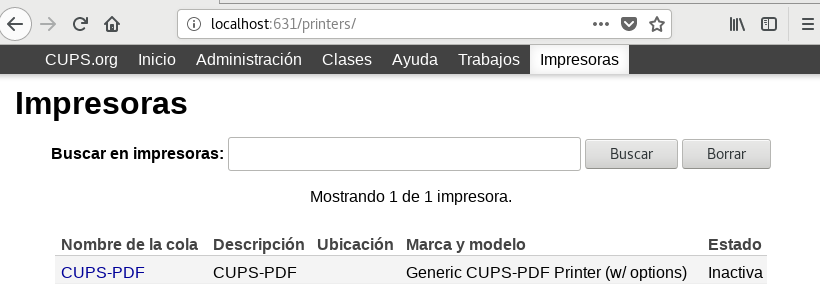 localhost:631/printers/
CUPS.org Inicio Administración Clases Ayuda Trabajos Impresoras
Impresoras
Buscar en impresoras: Buscar Borrar
Mostrando 1 de 1 impresora.
Nombre de la cola Descripción Ubicación Marca y modelo Estado
CUPS-PDF CUPS-PDF Generic CUPS-PDF Printer (w/ options) Inactiva